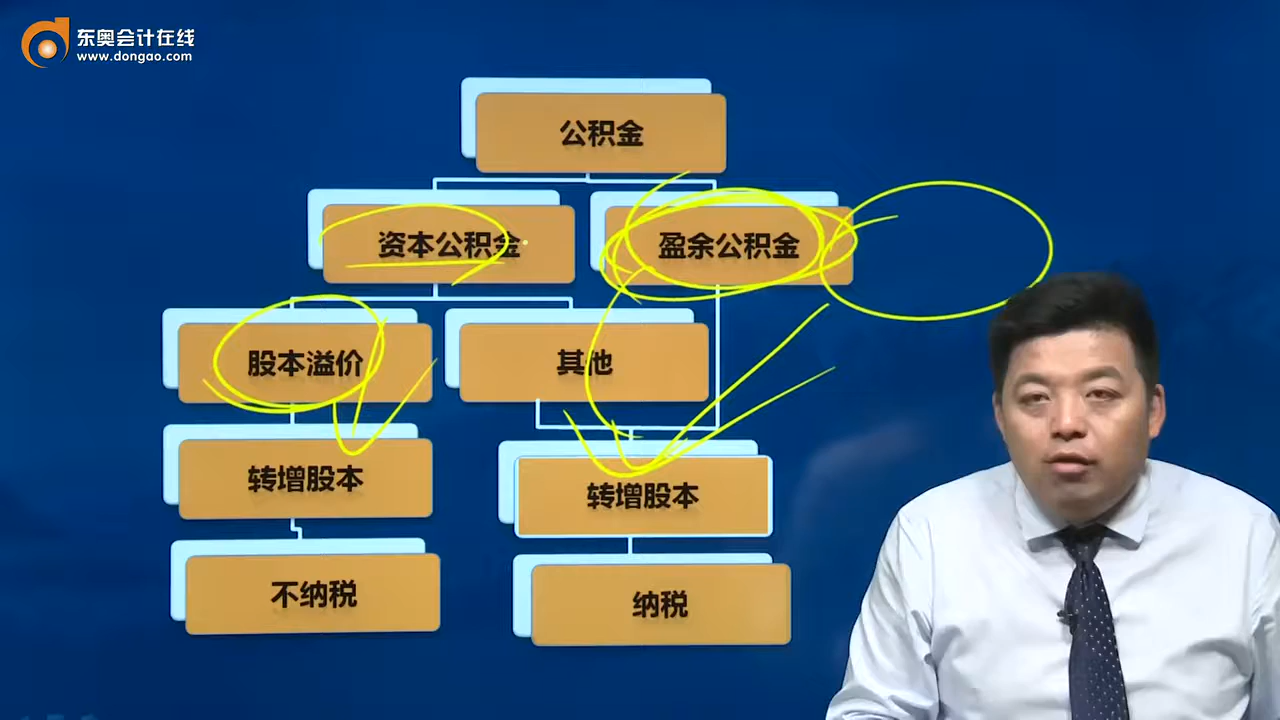 东奥会计在线
www.dongao.com
公积金
资本公积金
盈余公积金
股本溢价
其他
转增股本
转增股本
不纳税
纳税